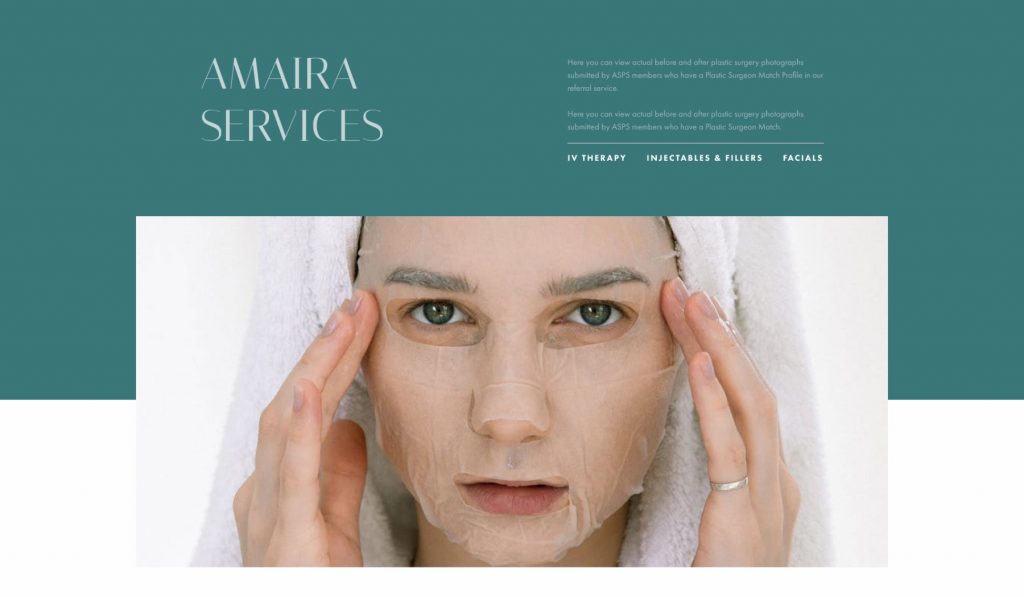 AMAIRA
SERVICES
Here you can view actual before and after plastic surgery photographs
submitted by ASPS members who have a Plastic Surgeon Match Profile in our
referral service.
Here you can view actual before and after plastic surgery photographs
submitted by ASPS members who have a Plastic Surgeon Match.
IV THERAPY INJECTABLES & FILLERS FACIALS